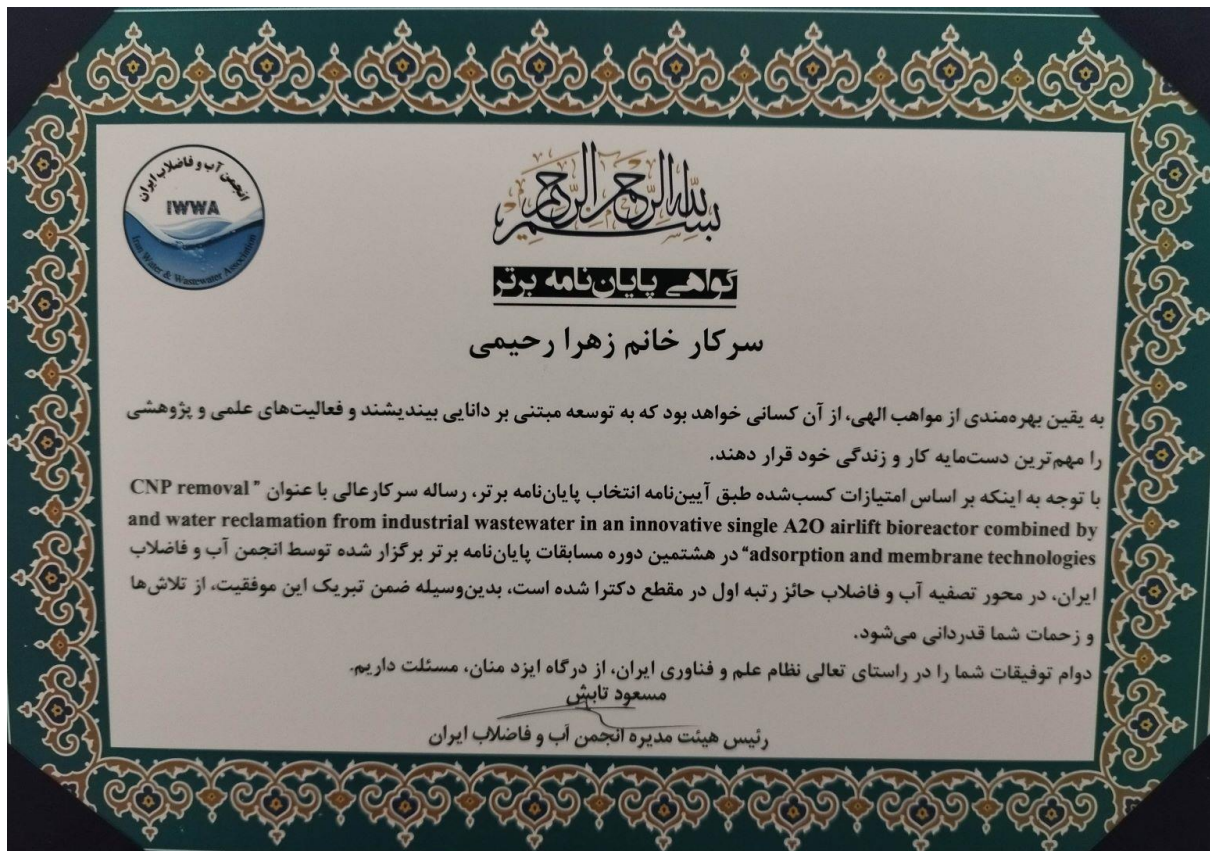 انجمن آب و فاضلاب ایران
IWWA
Iran Water & Wastewater Association
بسم الله الرحمن الرحیم
گواهی پایان‌نامه برتر
سرکار خانم زهرا رحیمی
به یقین بهره‌مندی از مواهب الهی، از آن کسانی خواهد بود که به توسعه مبتنی بر دانایی بیندیشند و فعالیت‌های علمی و پژوهشی
را مهم‌ترین دست‌مایه کار و زندگی خود قرار دهند.
با توجه به اینکه بر اساس امتیازات کسب‌شده طبق آیین‌نامه انتخاب پایان‌نامه برتر، رساله سرکارعالی با عنوان " CNP removal
and water reclamation from industrial wastewater in an innovative single A2O airlift bioreactor combined by
adsorption and membrane technologies" در هشتمین دوره مسابقات پایان‌نامه برتر برگزار شده توسط انجمن آب و فاضلاب
ایران، در محور تصفیه آب و فاضلاب حائز رتبه اول در مقطع دکترا شده است، بدین‌وسیله ضمن تبریک این موفقیت، از تلاش‌ها
و زحمات شما قدردانی می‌شود.
دوام توفیقات شما را در راستای تعالی نظام علم و فناوری ایران، از درگاه ایزد منان، مسئلت داریم.
مسعود تابش
رئیس هیئت مدیره انجمن آب و فاضلاب ایران